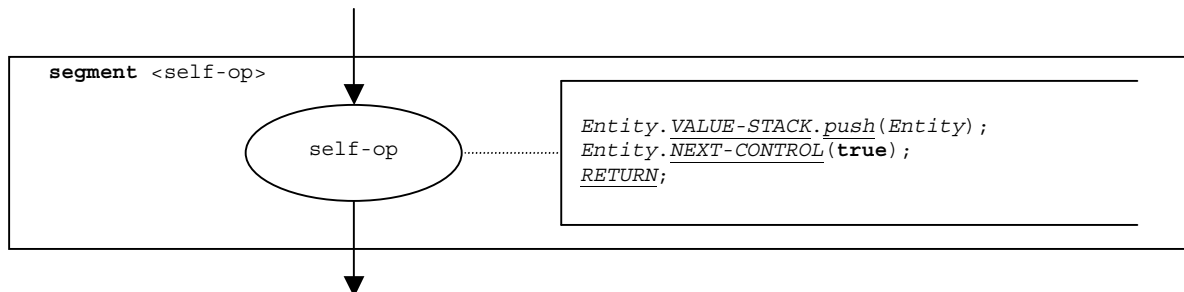 segment <self-op>
self-op
Entity.VALUE-STACK.push(Entity);
Entity.NEXT-CONTROL(true);
RETURN;